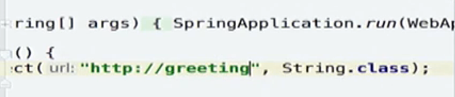 ring[] args) { SpringApplication.run(WebAp
() {
ct( url: "http://greeting", String.class);